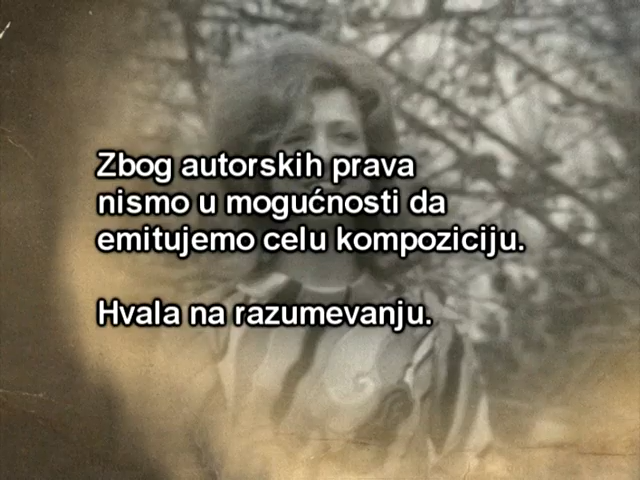 Zbog autorskih prava
nismo u mogućnosti da
emitujemo celu kompoziciju.
Hvala na razumevanju.